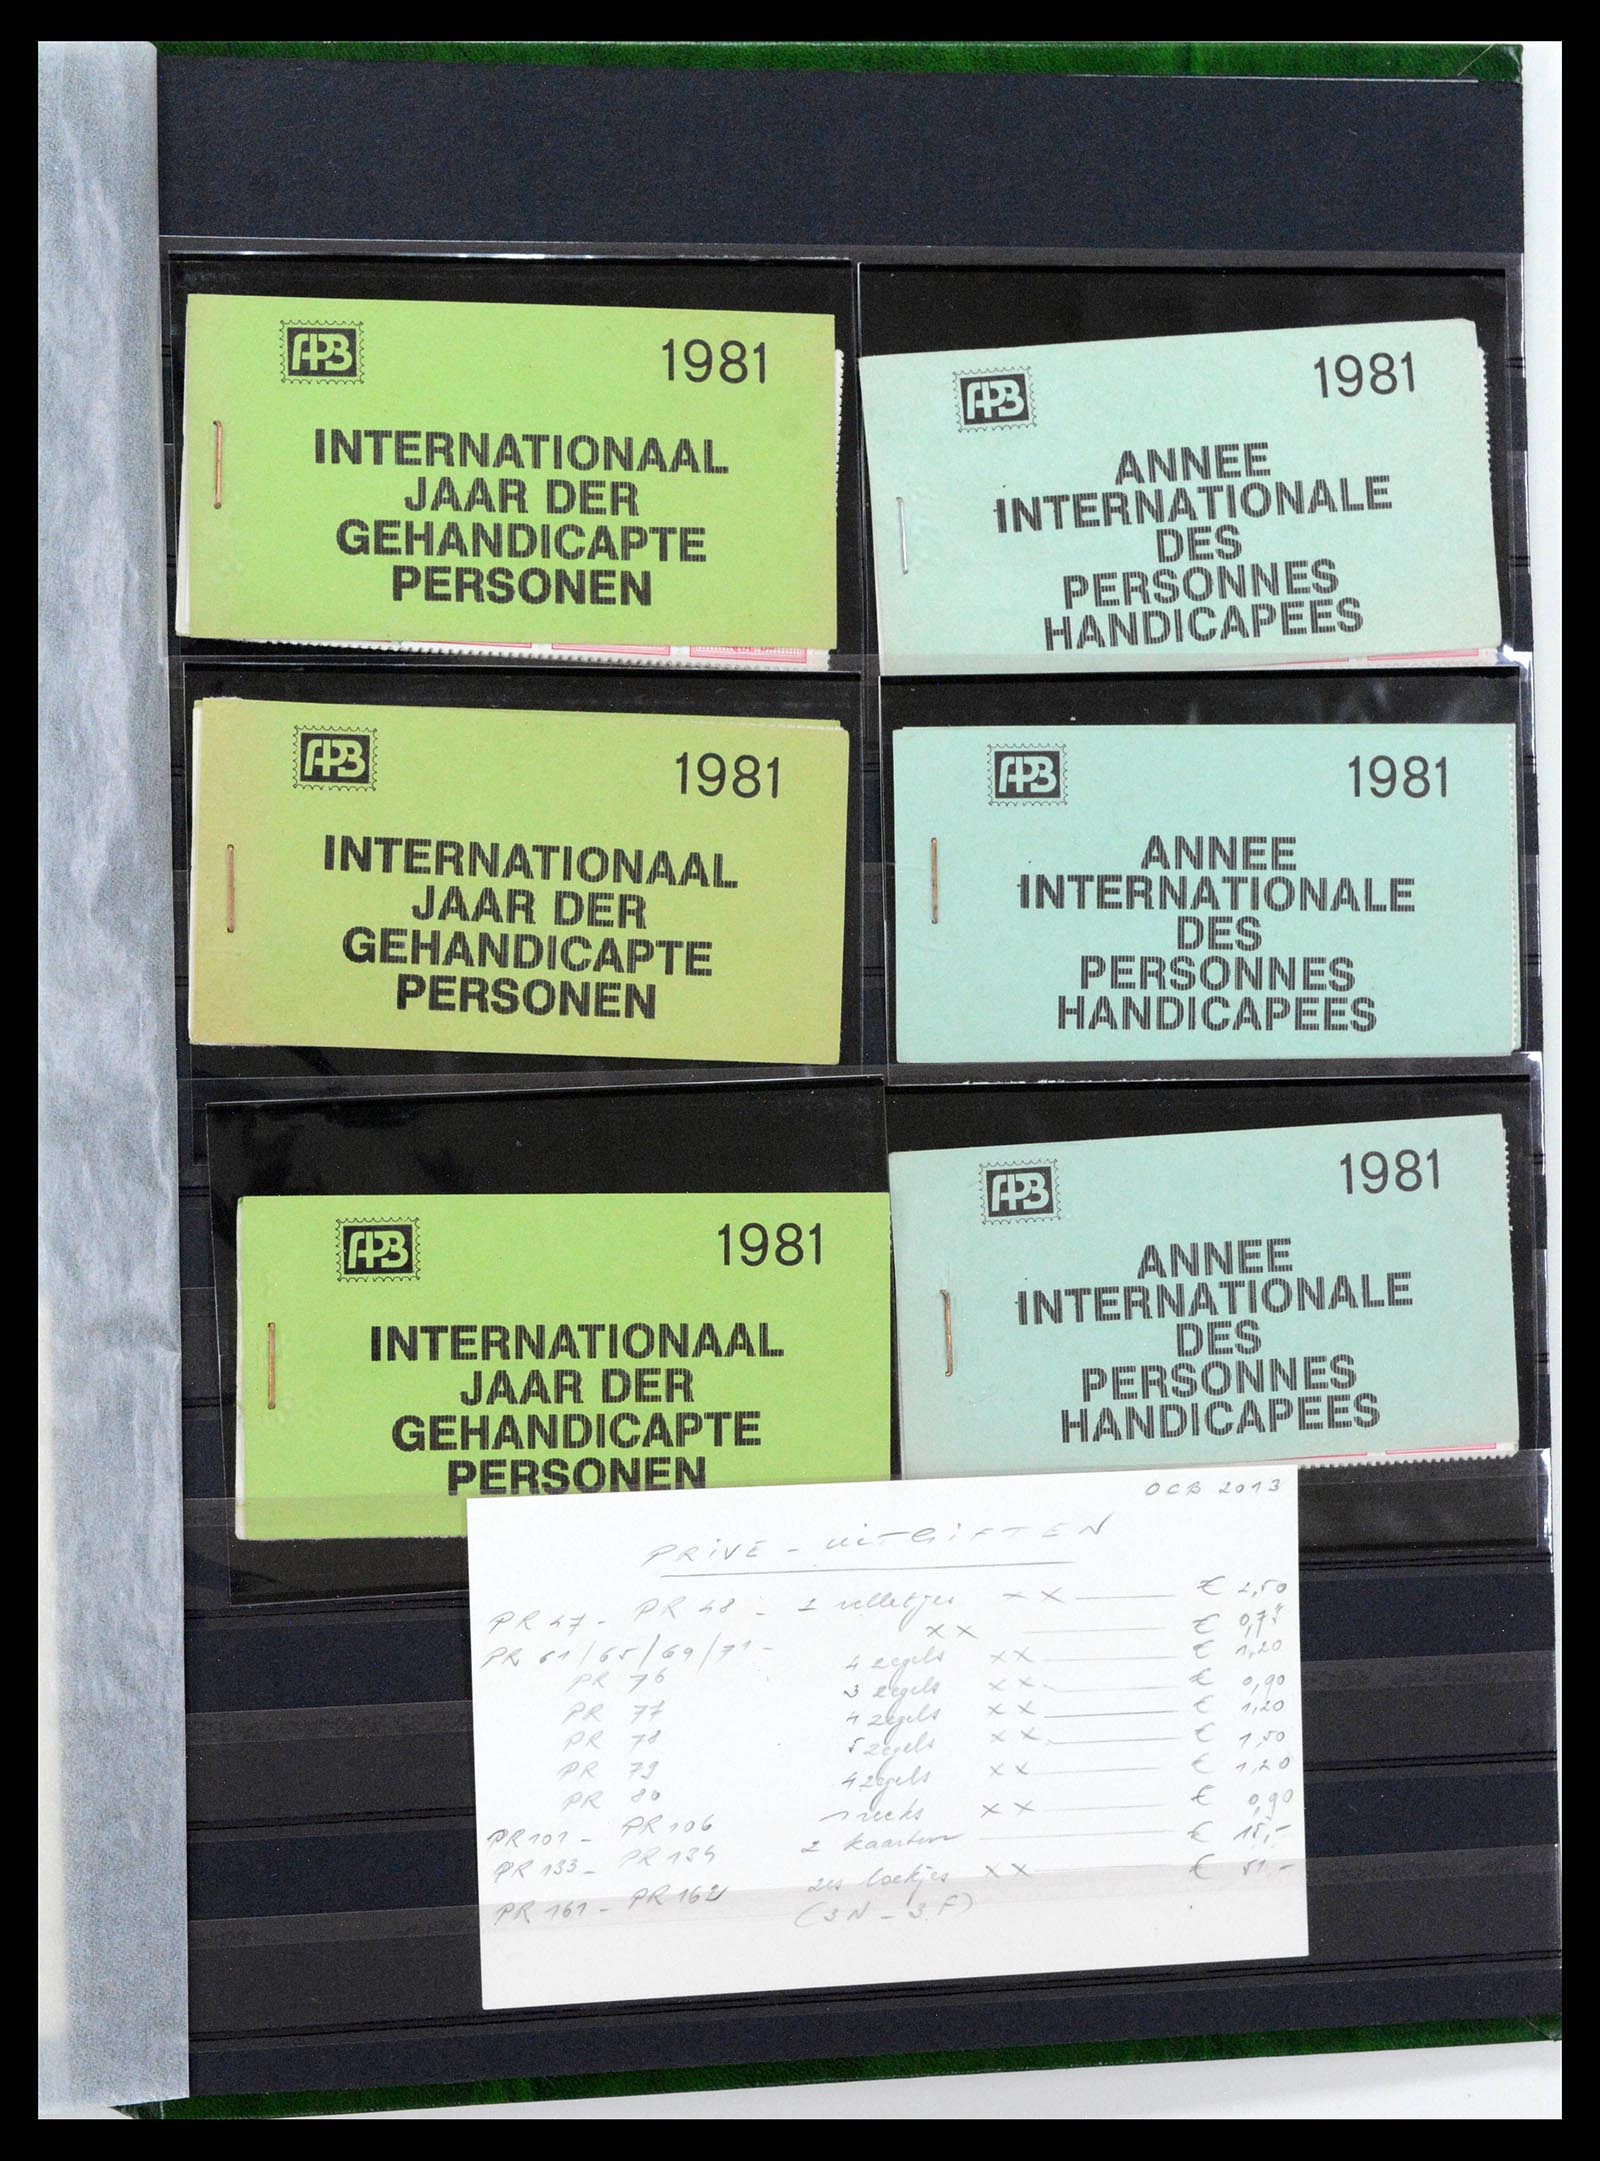 APB
1981
INTERNATIONAAL
JAAR DER
GEHANDICAPTE
PERSONEN
APB
1981
ANNEE
INTERNATIONALE
DES
PERSONNES
HANDICAPEES
APB
1981
INTERNATIONAAL
JAAR DER
GEHANDICAPTE
PERSONEN
APB
1981
ANNEE
INTERNATIONALE
DES
PERSONNES
HANDICAPEES
APB
1981
INTERNATIONAAL
JAAR DER
GEHANDICAPTE
PERSONEN
APB
1981
ANNEE
INTERNATIONALE
DES
PERSONNES
HANDICAPEES
OCB 2013
PRIVE - UITGIFTEN
PR 47 - PR 48 - 2 velletjes XX € 2,50
PR 61/65/69/71 - XX € 0,75
PR 76 4 zegels XX € 1,20
PR 77 3 zegels XX € 0,90
PR 78 4 zegels XX € 1,20
PR 79 5 zegels XX € 1,50
PR 80 4 zegels XX € 1,20
PR 101 - PR 106 1 reeks XX € 0,90
PR 133 - PR 134 2 kaarten € 15,-
PR 161 - PR 162 zes boekjes XX € 51,-
(3N - 3F)